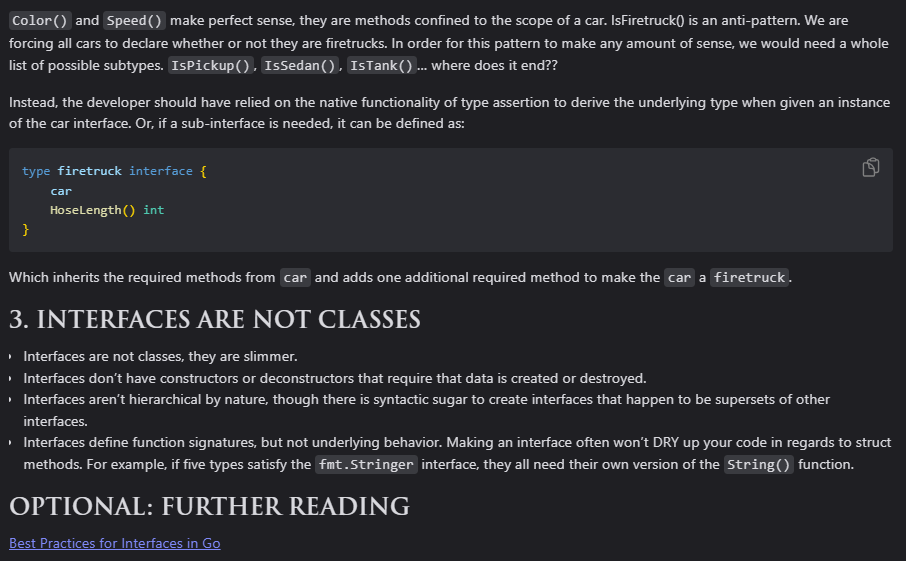 Color() and Speed() make perfect sense, they are methods confined to the scope of a car. IsFiretruck() is an anti-pattern. We are
forcing all cars to declare whether or not they are firetrucks. In order for this pattern to make any amount of sense, we would need a whole
list of possible subtypes. IsPickup(), IsSedan(), IsTank()... where does it end??
Instead, the developer should have relied on the native functionality of type assertion to derive the underlying type when given an instance
of the car interface. Or, if a sub-interface is needed, it can be defined as:
type firetruck interface {
    car
    HoseLength() int
}
Which inherits the required methods from car and adds one additional required method to make the car a firetruck.
3. INTERFACES ARE NOT CLASSES
• Interfaces are not classes, they are slimmer.
• Interfaces don’t have constructors or deconstructors that require that data is created or destroyed.
• Interfaces aren’t hierarchical by nature, though there is syntactic sugar to create interfaces that happen to be supersets of other
interfaces.
• Interfaces define function signatures, but not underlying behavior. Making an interface often won’t DRY up your code in regards to struct
methods. For example, if five types satisfy the fmt.Stringer interface, they all need their own version of the String() function.
OPTIONAL: FURTHER READING
Best Practices for Interfaces in Go